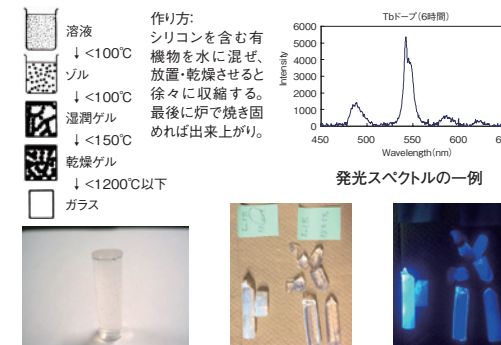 溶液
↓<100℃
ゾル
↓<100℃
湿潤ゲル
↓<150℃
乾燥ゲル
↓<1200℃以下
ガラス
作り方:
シリコンを含む有
機物を水に混ぜ、
放置・乾燥させると
徐々に収縮する。
最後に炉で焼き固
めれば出来上がり。
Tbドープ(6時間)
Intensity
6000
5000
4000
3000
2000
1000
0
450 500 550 600
Wavelength(nm)
発光スペクトルの一例